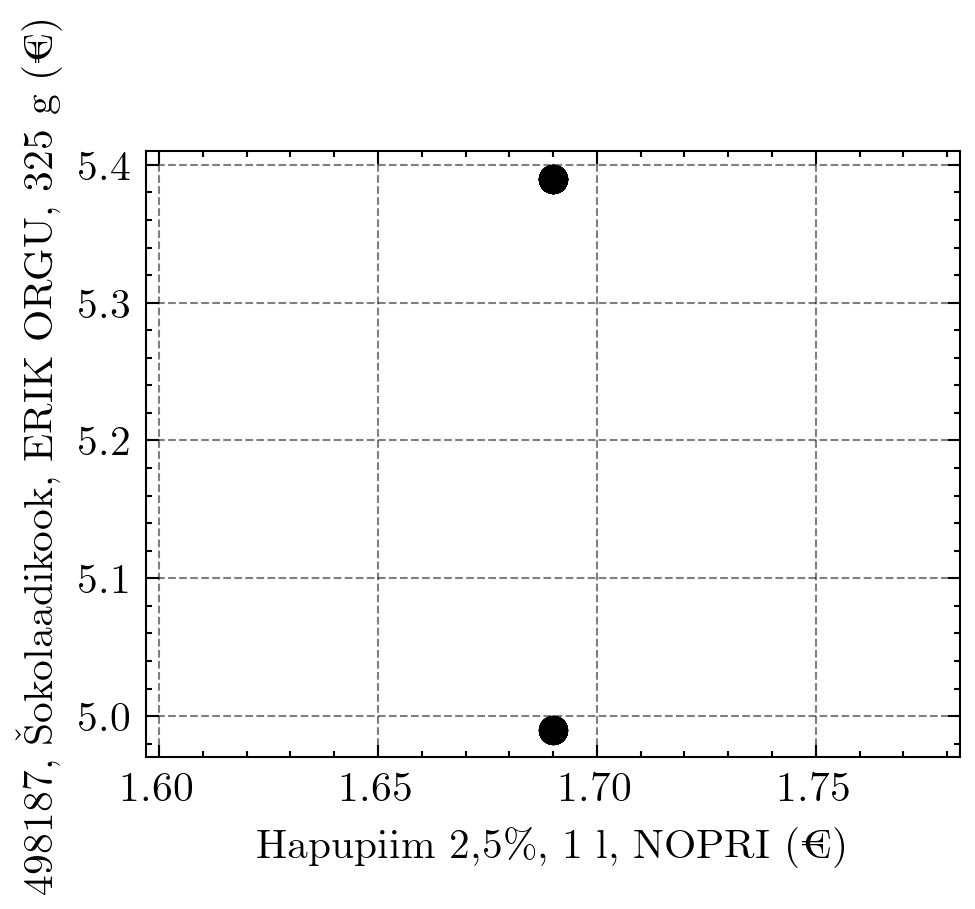 498187, Šokolaadikook, ERIK ORGU, 325 g (€)
5.4
5.3
5.2
5.1
5.0
1.60 1.65 1.70 1.75
Hapupiim 2,5%, 1 l, NOPRI (€)